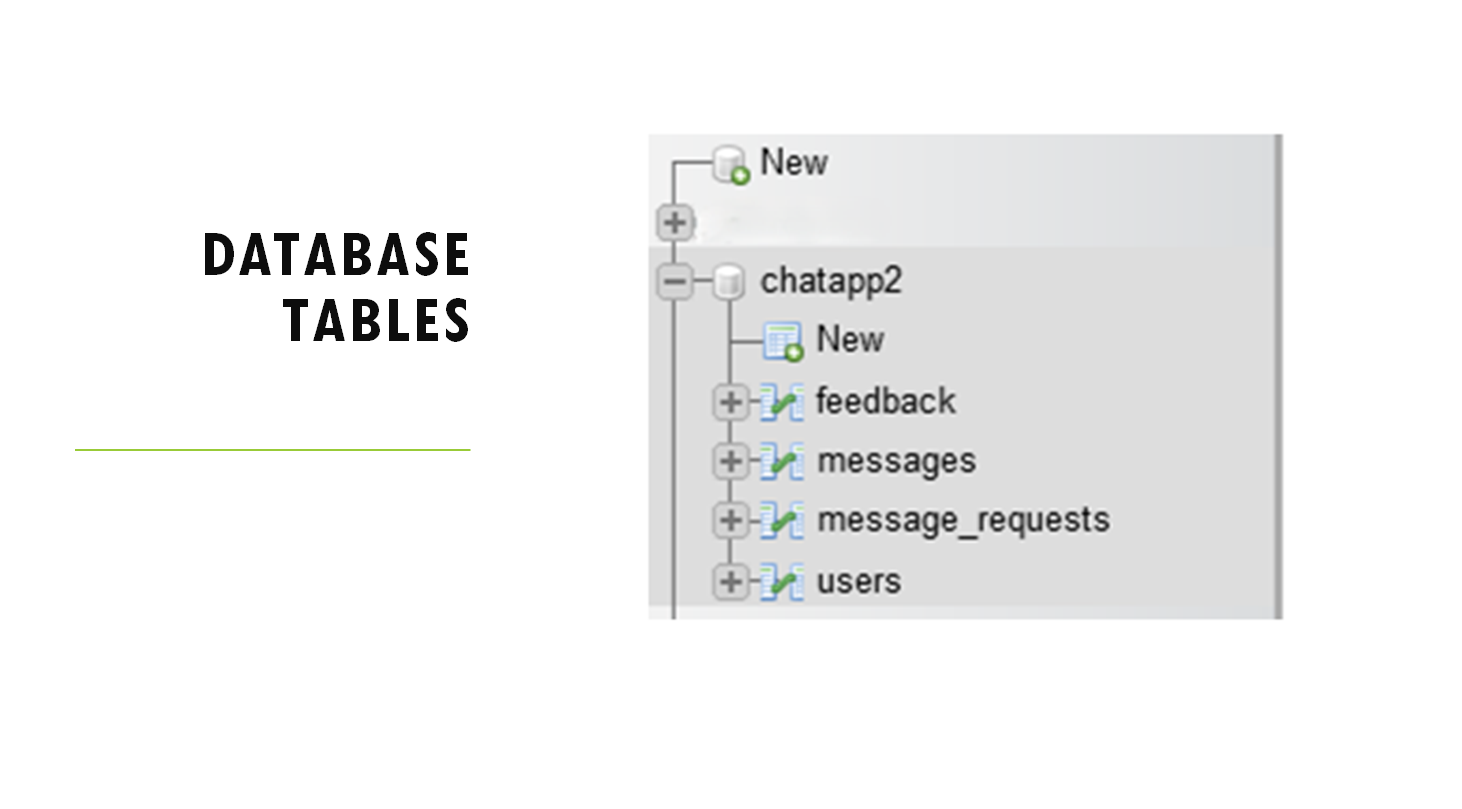 DATABASE
TABLES
New
chatapp2
New
feedback
messages
message_requests
users